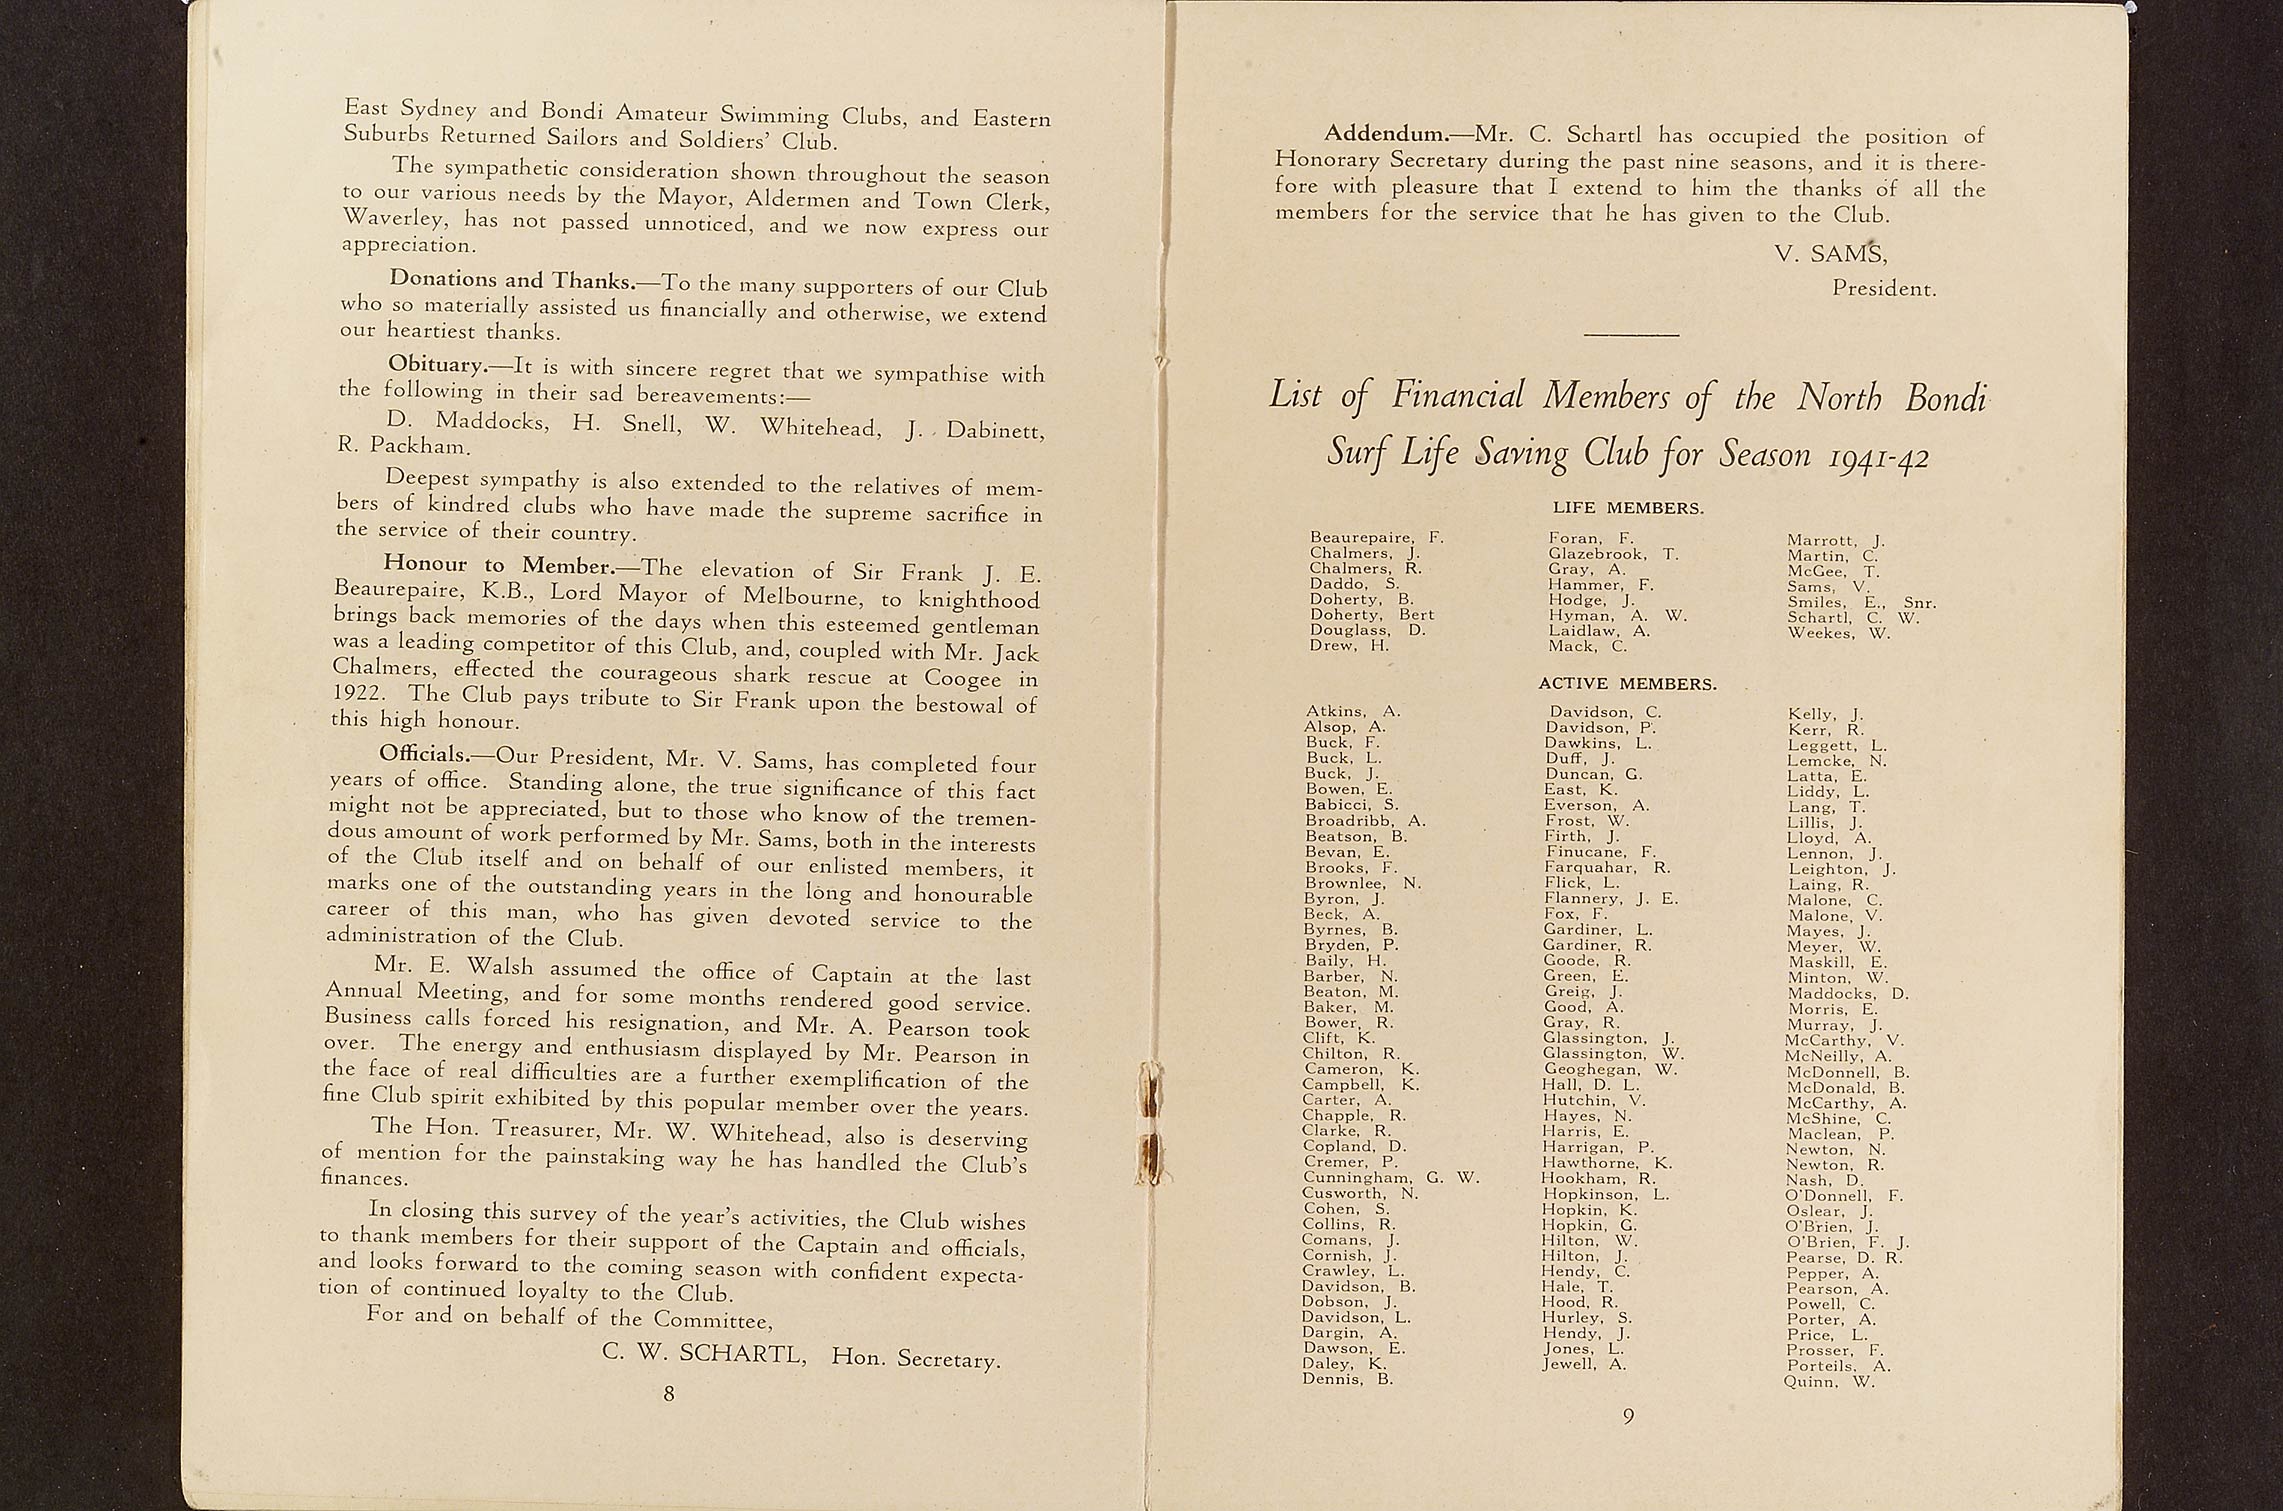 East Sydney and Bondi Amateur Swimming Clubs, and Eastern
Suburbs Returned Sailors and Soldiers' Club.
The sympathetic consideration shown throughout the season
to our various needs by the Mayor, Aldermen and Town Clerk,
Waverley, has not passed unnoticed, and we now express our
appreciation.
Donations and Thanks.—To the many supporters of our Club
who so materially assisted us financially and otherwise, we extend
our heartiest thanks.
Obituary.—It is with sincere regret that we sympathise with
the following in their sad bereavements:—
D. Maddocks, H. Snell, W. Whitehead, J. Dabinett,
R. Packham.
Deepest sympathy is also extended to the relatives of mem-
bers of kindred clubs who have made the supreme sacrifice in
the service of their country.
Honour to Member.—The elevation of Sir Frank J. E.
Beaurepaire, K.B., Lord Mayor of Melbourne, to knighthood
brings back memories of the days when this esteemed gentleman
was a leading competitor of this Club, and, coupled with Mr. Jack
Chalmers, effected the courageous shark rescue at Coogee in
1922. The Club pays tribute to Sir Frank upon the bestowal of
this high honour.
Officials.—Our President, Mr. V. Sams, has completed four
years of office. Standing alone, the true significance of this fact
might not be appreciated, but to those who know of the tremen-
dous amount of work performed by Mr. Sams, both in the interests
of the Club itself and on behalf of our enlisted members, it
marks one of the outstanding years in the long and honourable
career of this man, who has given devoted service to the
administration of the Club.
Mr. E. Walsh assumed the office of Captain at the last
Annual Meeting, and for some months rendered good service.
Business calls forced his resignation, and Mr. A. Pearson took
over. The energy and enthusiasm displayed by Mr. Pearson in
the face of real difficulties are a further exemplification of the
fine Club spirit exhibited by this popular member over the years.
The Hon. Treasurer, Mr. W. Whitehead, also is deserving
of mention for the painstaking way he has handled the Club's
finances.
In closing this survey of the year's activities, the Club wishes
to thank members for their support of the Captain and officials,
and looks forward to the coming season with confident expecta-
tion of continued loyalty to the Club.
For and on behalf of the Committee,
C. W. SCHARTL, Hon. Secretary.
8
Addendum.—Mr. C. Schartl has occupied the position of
Honorary Secretary during the past nine seasons, and it is there-
fore with pleasure that I extend to him the thanks of all the
members for the service that he has given to the Club.
V. SAMS,
President.
List of Financial Members of the North Bondi
Surf Life Saving Club for Season 1941-42
LIFE MEMBERS.
Beaurepaire, F.
Chalmers, J.
Chalmers, R.
Daddo, S.
Doherty, B.
Doherty, Bert
Douglass, D.
Drew, H.
Foran, F.
Glazebrook, T.
Gray, A.
Hammer, F.
Hodge, J.
Hyman, A. W.
Laidlaw, A.
Mack, C.
Marrott, J.
Martin, C.
McGee, T.
Sams, V.
Smiles, E., Snr.
Schartl, C. W.
Weekes, W.
ACTIVE MEMBERS.
Atkins, A.
Alsop, A.
Buck, F.
Buck, L.
Buck, J.
Bowen, E.
Babicci, S.
Broadribb, A.
Beatson, B.
Bevan, E.
Brooks, F.
Brownlee, N.
Byron, J.
Beck, A.
Byrnes, B.
Bryden, P.
Baily, H.
Barber, N.
Beaton, M.
Baker, M.
Bower, R.
Clift, K.
Chilton, R.
Cameron, K.
Campbell, K.
Carter, A.
Chapple, R.
Clarke, R.
Copland, D.
Cremer, P.
Cunningham, G. W.
Cusworth, N.
Cohen, S.
Collins, R.
Comans, J.
Cornish, J.
Crawley, L.
Davidson, B.
Dobson, J.
Davidson, L.
Dargin, A.
Dawson, E.
Daley, K.
Dennis, B.
Davidson, C.
Davidson, P.
Dawkins, L.
Duff, J.
Duncan, G.
East, K.
Everson, A.
Frost, W.
Firth, J.
Finucane, F.
Farquahar, R.
Flick, L.
Flannery, J. E.
Fox, F.
Gardiner, L.
Gardiner, R.
Goode, R.
Green, E.
Greig, J.
Good, A.
Gray, R.
Glassington, J.
Glassington, W.
Geoghegan, W.
Hall, D. L.
Hutchin, V.
Hayes, N.
Harris, E.
Harrigan, P.
Hawthorne, K.
Hookham, R.
Hopkinson, L.
Hopkin, K.
Hopkin, G.
Hilton, W.
Hilton, J.
Hendy, C.
Hale, T.
Hood, R.
Hurley, S.
Hendy, J.
Jones, L.
Jewell, A.
Kelly, J.
Kerr, R.
Leggett, L.
Lemcke, N.
Latta, E.
Liddy, L.
Lang, T.
Lillis, J.
Lloyd, A.
Lennon, J.
Leighton, J.
Laing, R.
Malone, C.
Malone, V.
Mayes, J.
Meyer, W.
Maskill, E.
Minton, W.
Maddocks, D.
Morris, E.
Murray, J.
McCarthy, V.
McNeilly, A.
McDonnell, B.
McDonald, B.
McCarthy, A.
McShine, C.
Maclean, P.
Newton, N.
Newton, R.
Nash, D.
O'Donnell, F.
Oslear, J.
O'Brien, J.
O'Brien, F. J.
Pearse, D. R.
Pepper, A.
Pearson, A.
Powell, C.
Porter, A.
Price, L.
Prosser, F.
Porteils, A.
Quinn, W.
9